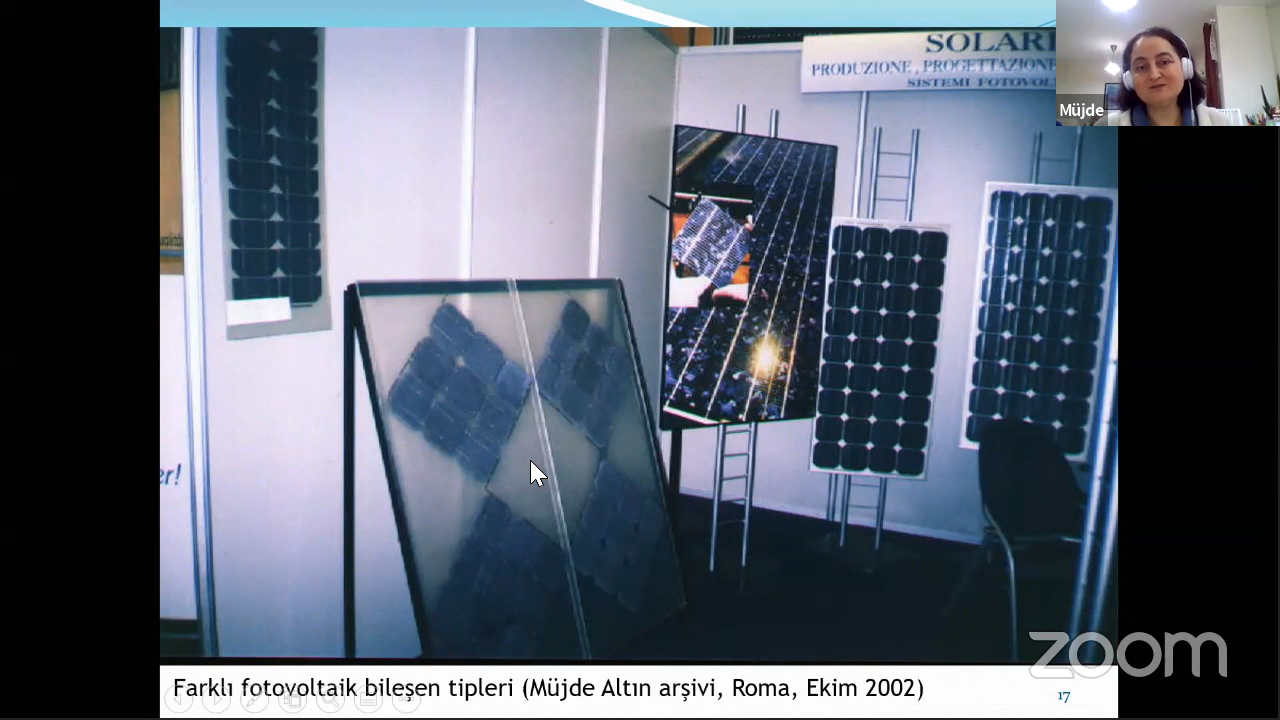 SOLARI
PRODUZIONE, PROGETTAZIONE
SISTEMI FOTOVOL
Müjde
er!
zoom
Farklı fotovoltaik bileşen tipleri (Müjde Altın arşivi, Roma, Ekim 2002)
17